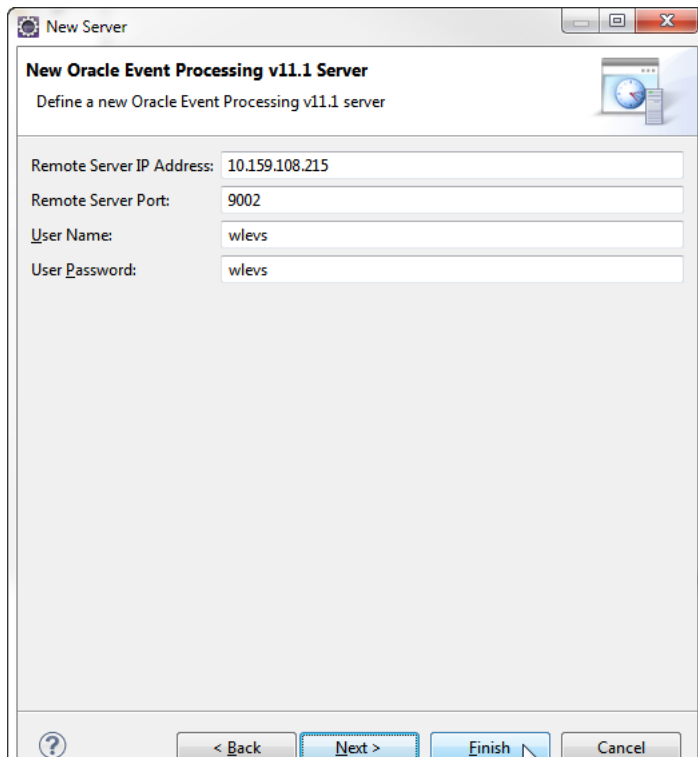 New Server
New Oracle Event Processing v11.1 Server
Define a new Oracle Event Processing v11.1 server
Remote Server IP Address: 10.159.108.215
Remote Server Port: 9002
User Name: wlevs
User Password: wlevs
? < Back Next > Finish Cancel